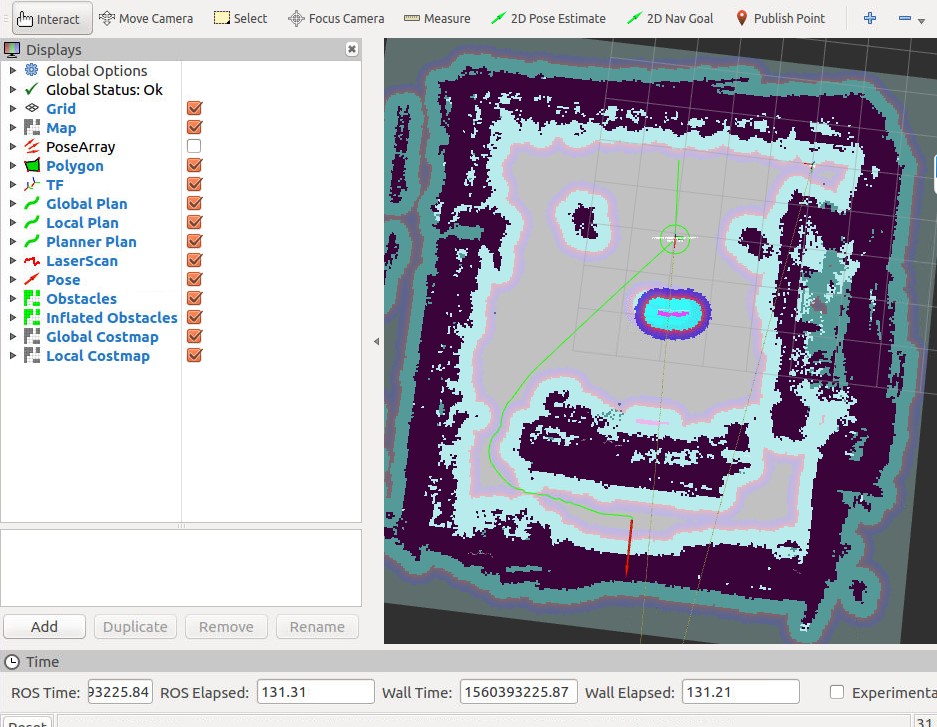 Interact Move Camera Select Focus Camera Measure 2D Pose Estimate 2D Nav Goal Publish Point
Displays
Global Options
Global Status: Ok
Grid
Map
PoseArray
Polygon
TF
Global Plan
Local Plan
Planner Plan
LaserScan
Pose
Obstacles
Inflated Obstacles
Global Costmap
Local Costmap
Add Duplicate Remove Rename
Time
ROS Time: 93225.84 ROS Elapsed: 131.31 Wall Time: 1560393225.87 Wall Elapsed: 131.21 Experimenta
Reset 31